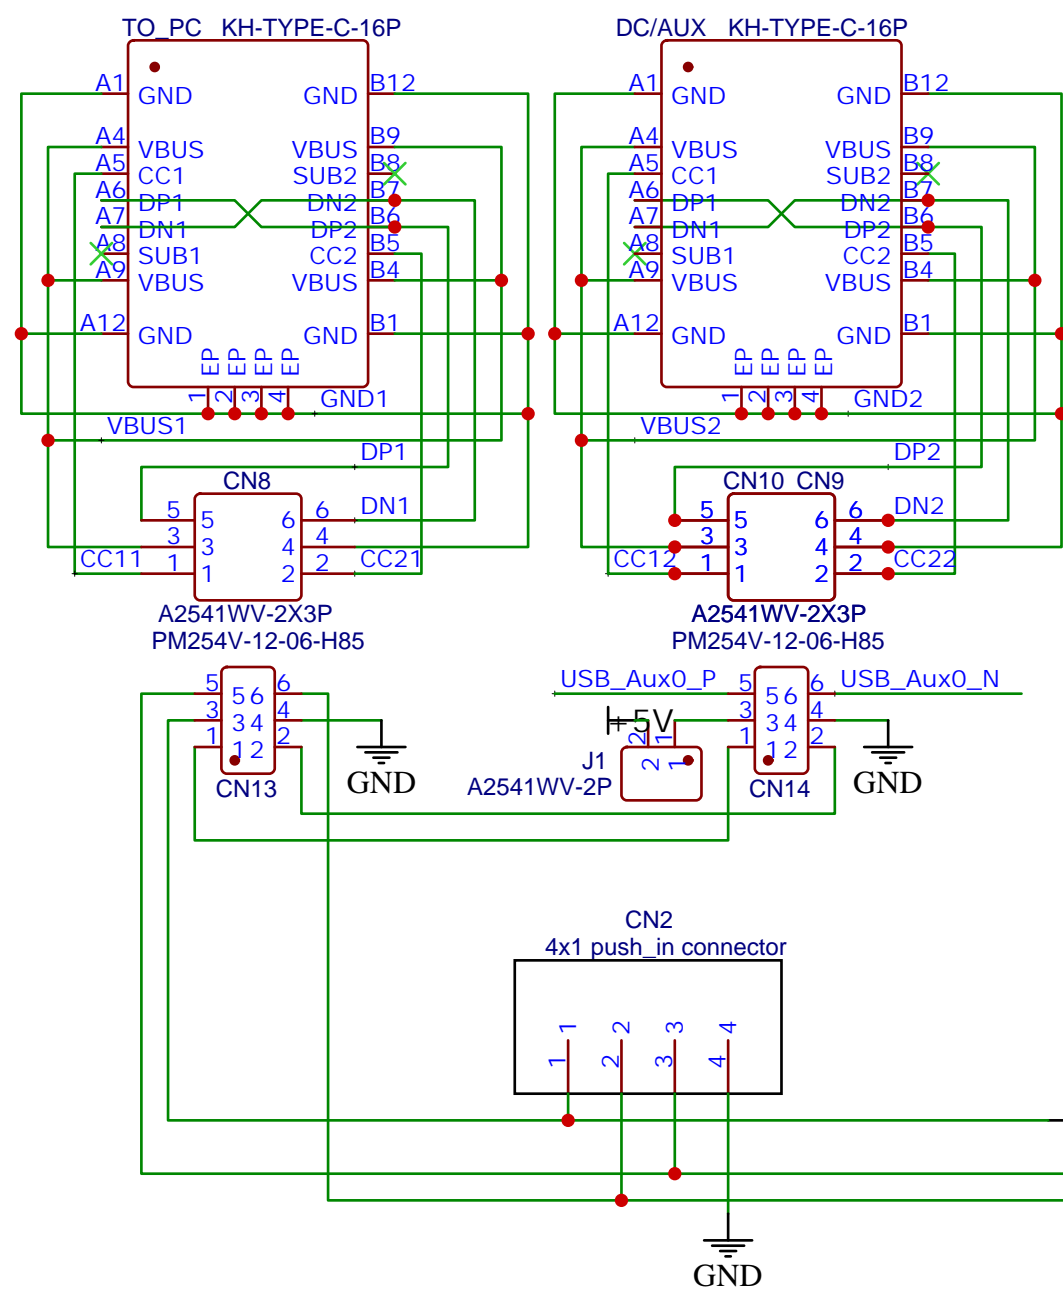 TO_PC KH-TYPE-C-16P
DC/AUX KH-TYPE-C-16P
A1 GND GND B12
A4 VBUS VBUS B9
A5 CC1 SUB2 B8
A6 DP1 DN2 B7
A7 DN1 DP2 B6
A8 SUB1 CC2 B5
A9 VBUS VBUS B4
A12 GND GND B1
EP EP EP EP
1 2 3 4
GND1
VBUS1
DP1
A1 GND GND B12
A4 VBUS VBUS B9
A5 CC1 SUB2 B8
A6 DP1 DN2 B7
A7 DN1 DP2 B6
A8 SUB1 CC2 B5
A9 VBUS VBUS B4
A12 GND GND B1
EP EP EP EP
1 2 3 4
GND2
VBUS2
DP2
CN8
5 5 6 6 DN1
3 3 4 4
CC11 1 1 2 2 CC21
A2541WV-2X3P
PM254V-12-06-H85
CN10 CN9
5 5 6 6 DN2
3 3 4 4
CC12 1 1 2 2 CC22
A2541WV-2X3P
PM254V-12-06-H85
5 5 6 6
3 3 4 4
1 1 2 2
CN13
GND
USB_Aux0_P 5 5 6 6 USB_Aux0_N
3 3 4 4
1 1 2 2
CN14
GND
+5V
2 1
2 1
J1
A2541WV-2P
CN2
4x1 push_in connector
1 2 3 4
1 2 3 4
GND